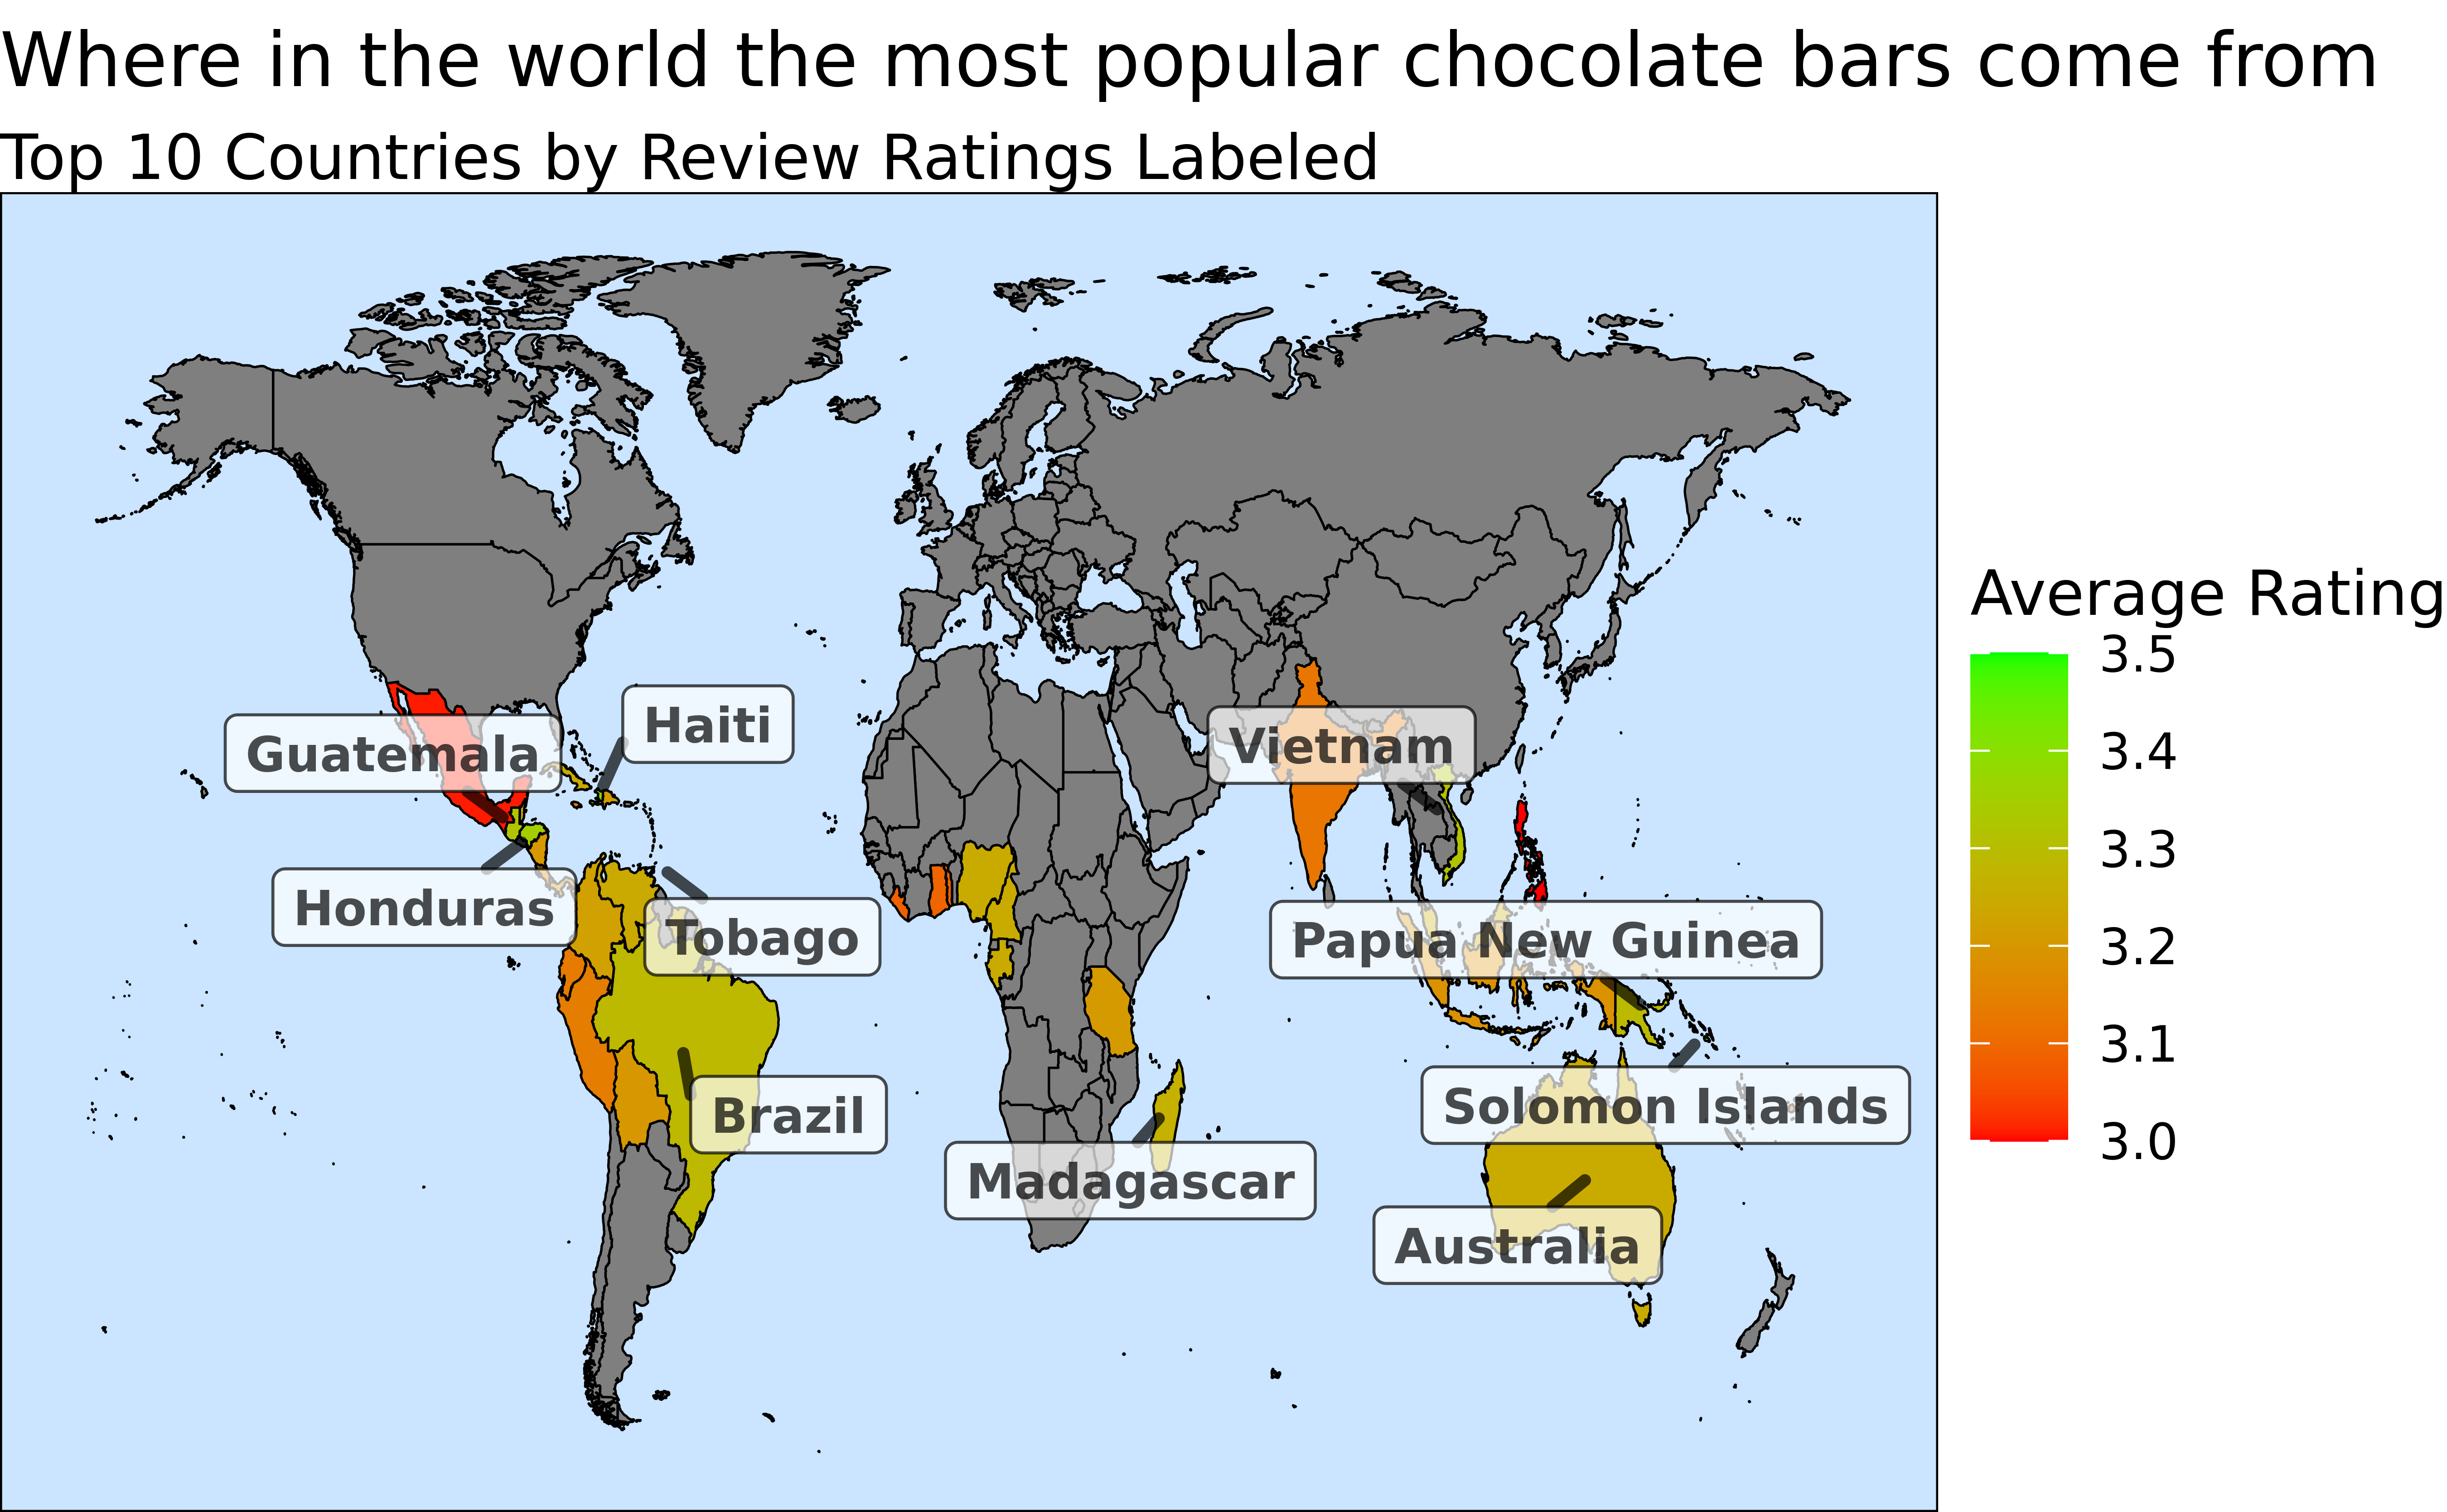 Where in the world the most popular chocolate bars come from
Top 10 Countries by Review Ratings Labeled
Haiti
Guatemala
Vietnam
Honduras
Tobago
Papua New Guinea
Brazil
Solomon Islands
Madagascar
Australia
Average Rating
3.5
3.4
3.3
3.2
3.1
3.0